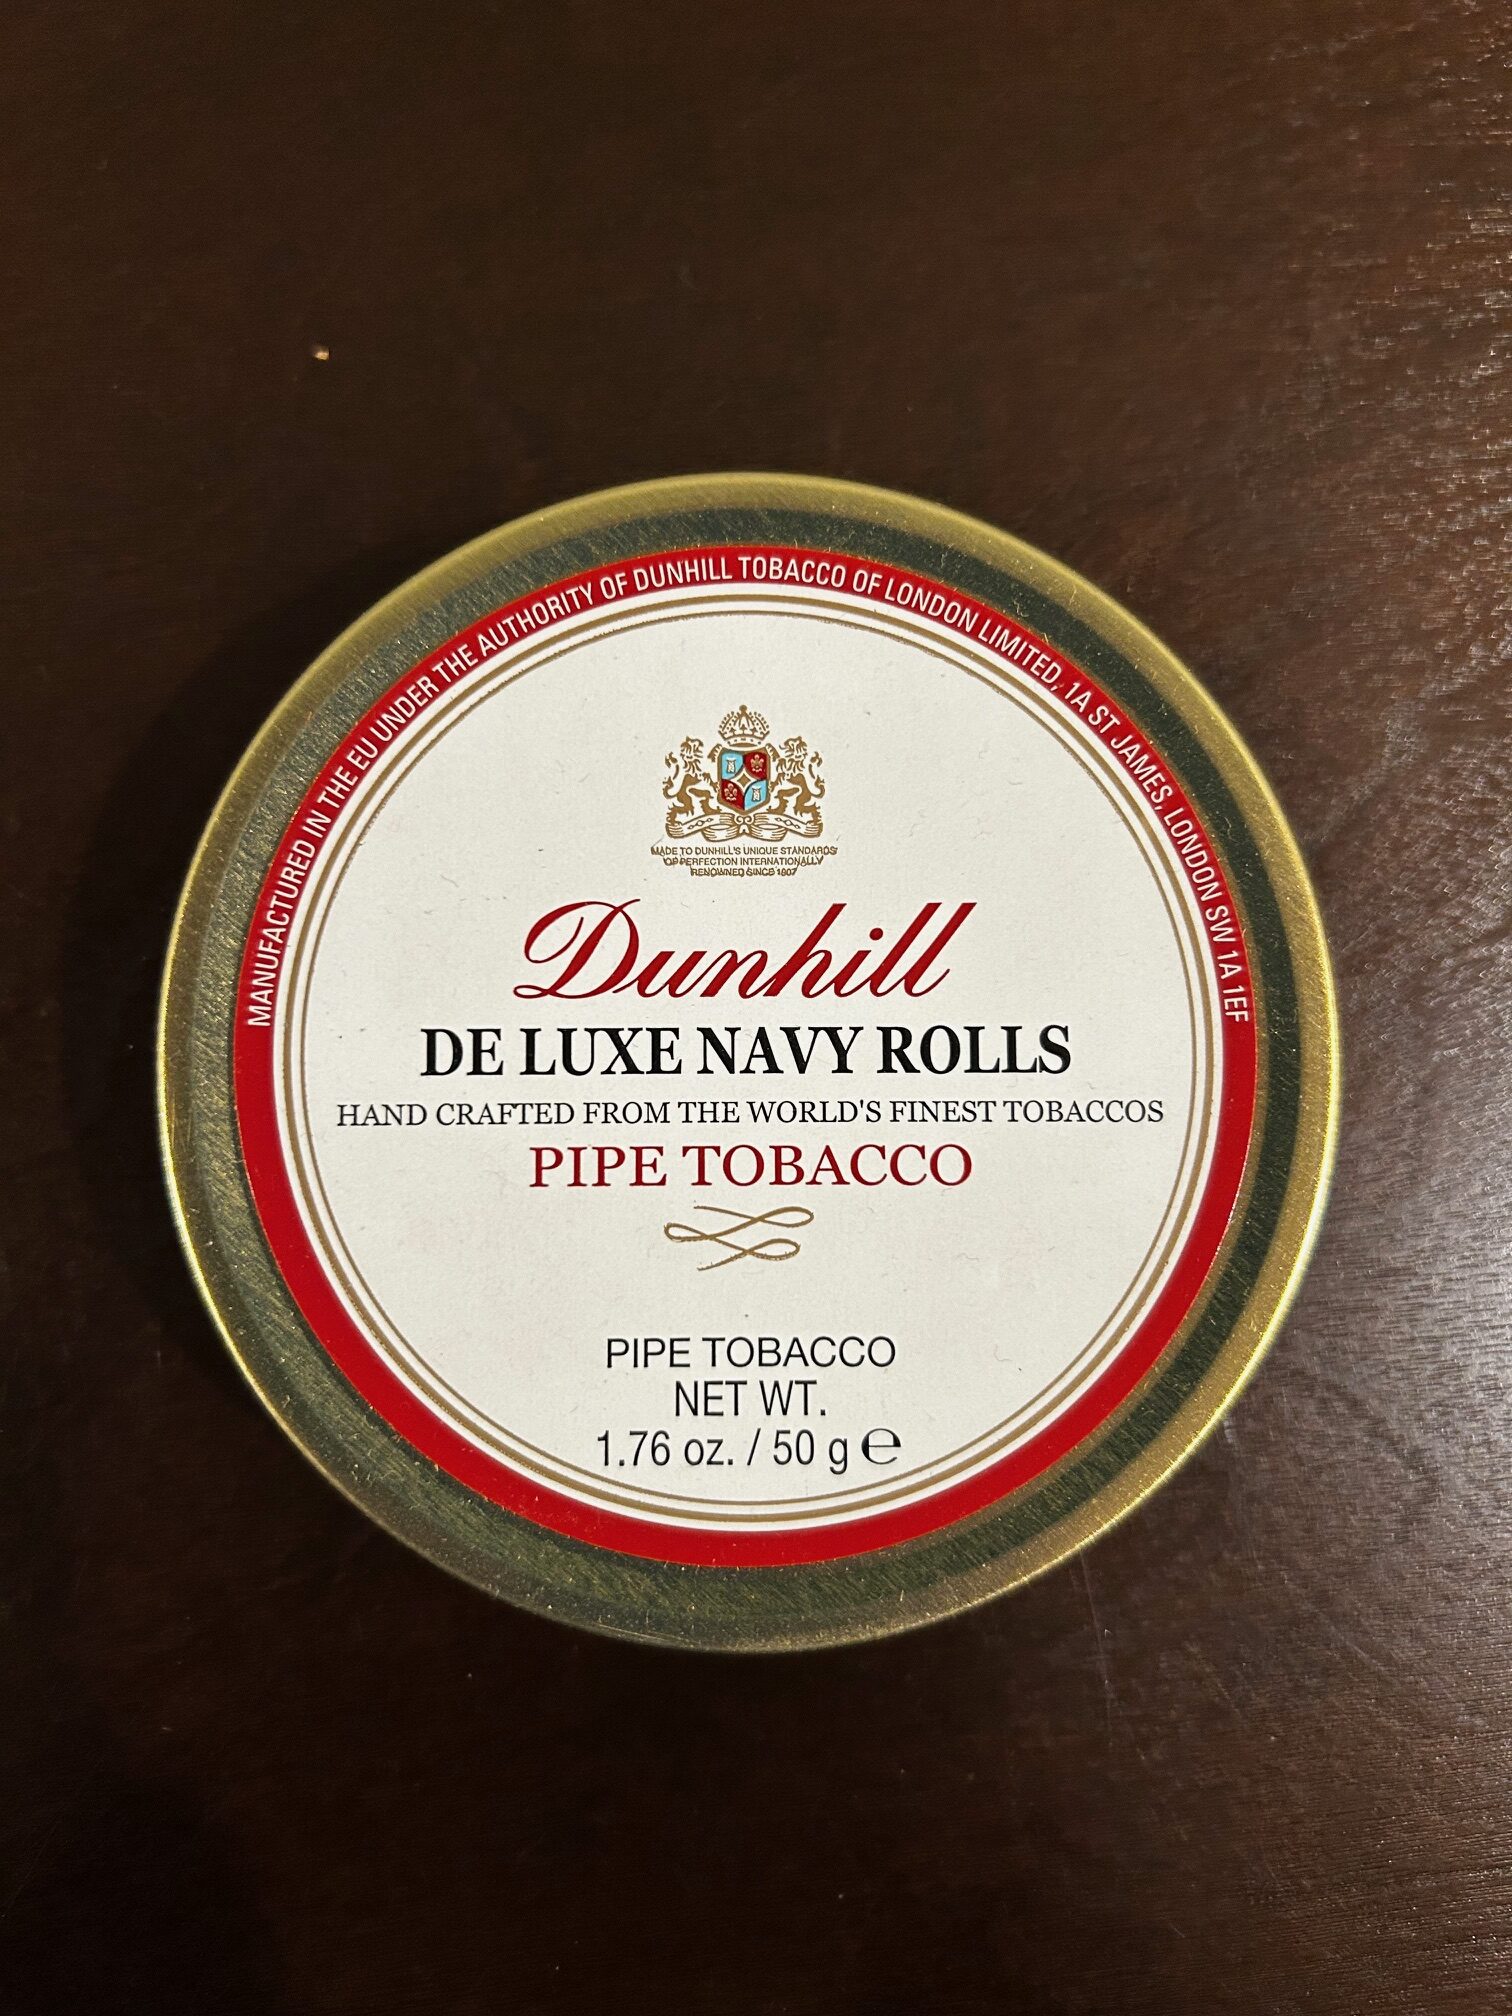 MANUFACTURED IN THE EU UNDER THE AUTHORITY OF DUNHILL TOBACCO OF LONDON LIMITED, 1A ST JAMES, LONDON SW 1A 1EF
MADE TO DUNHILL'S UNIQUE STANDARDS
OF PERFECTION INTERNATIONALLY
RENOWNED SINCE 1907
Dunhill
DE LUXE NAVY ROLLS
HAND CRAFTED FROM THE WORLD'S FINEST TOBACCOS
PIPE TOBACCO
PIPE TOBACCO
NET WT.
1.76 oz. / 50 g ℮